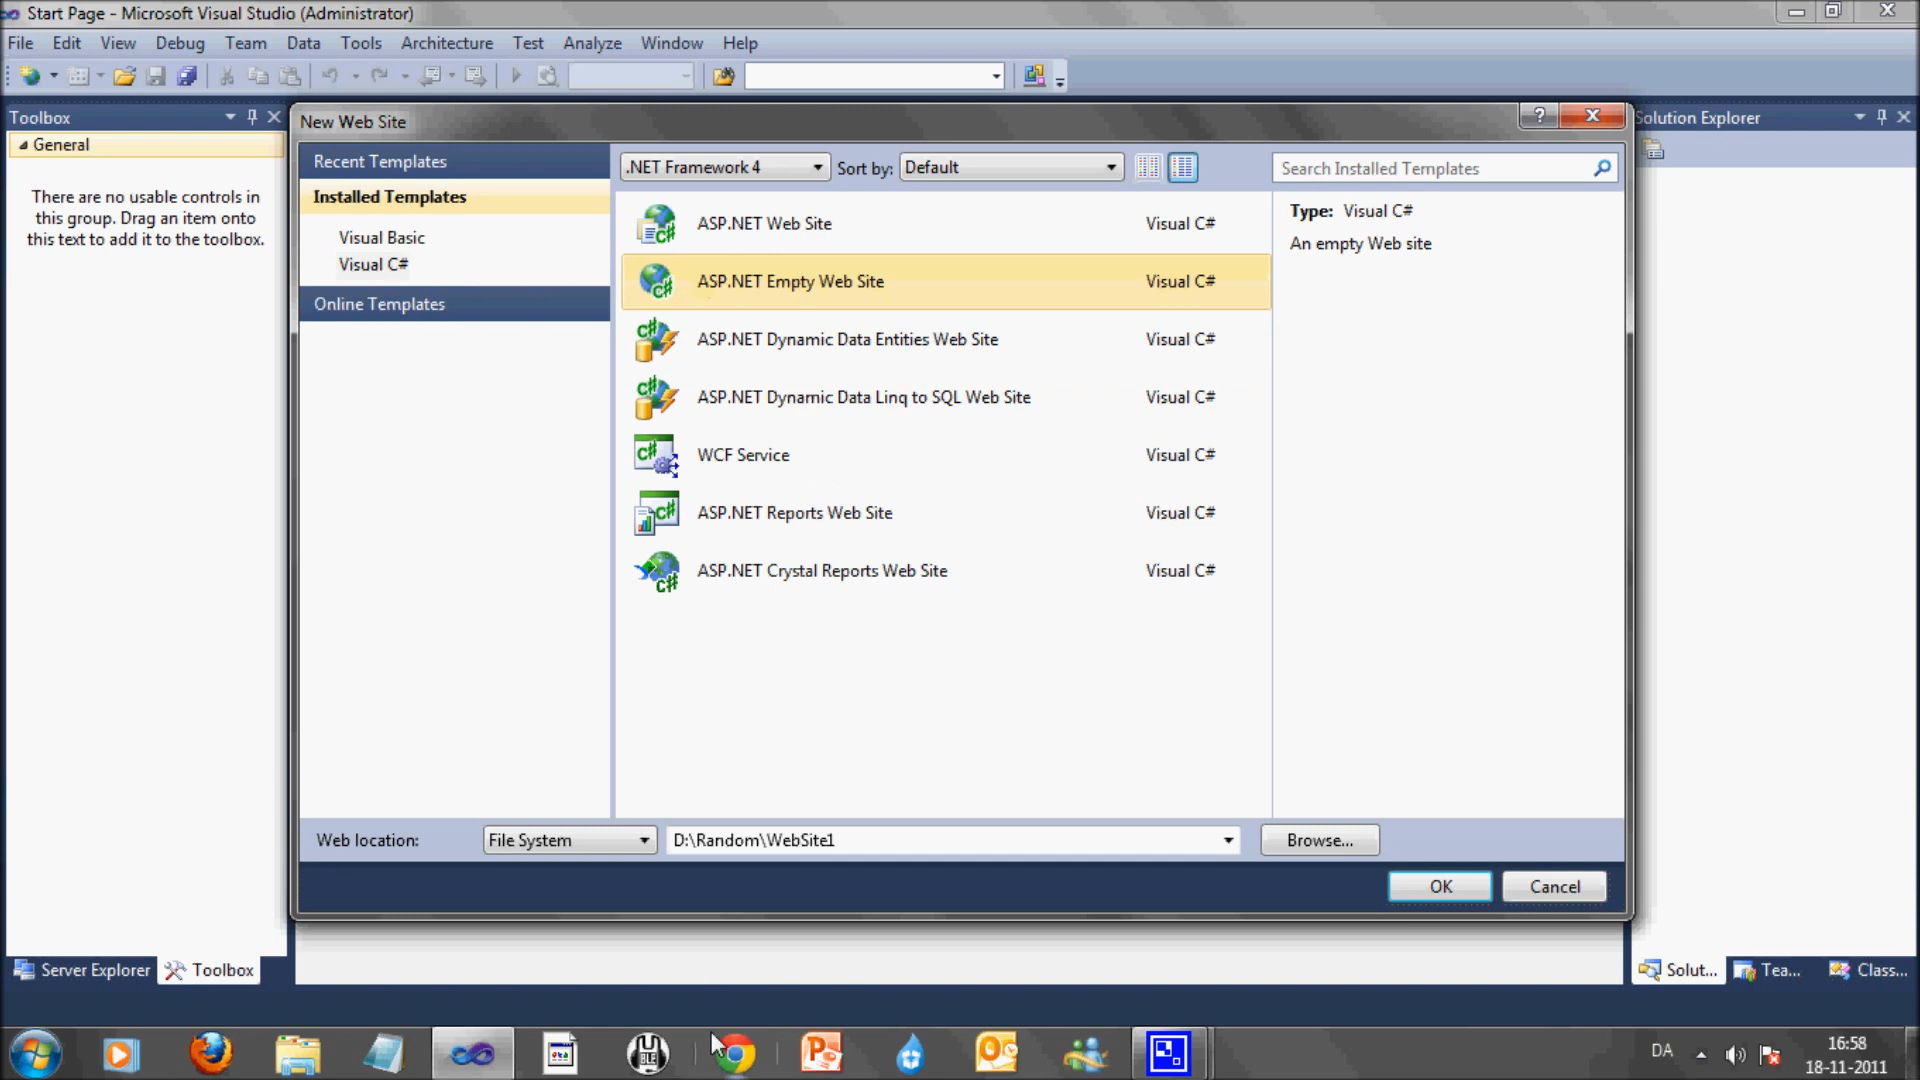 Start Page - Microsoft Visual Studio (Administrator)
File Edit View Debug Team Data Tools Architecture Test Analyze Window Help
Toolbox
General
There are no usable controls in
this group. Drag an item onto
this text to add it to the toolbox.
New Web Site
Recent Templates
Installed Templates
Visual Basic
Visual C#
Online Templates
.NET Framework 4 Sort by: Default Search Installed Templates
ASP.NET Web Site Visual C#
ASP.NET Empty Web Site Visual C#
ASP.NET Dynamic Data Entities Web Site Visual C#
ASP.NET Dynamic Data Linq to SQL Web Site Visual C#
WCF Service Visual C#
ASP.NET Reports Web Site Visual C#
ASP.NET Crystal Reports Web Site Visual C#
Type: Visual C#
An empty Web site
Web location: File System D:\Random\WebSite1 Browse...
OK Cancel
Solution Explorer
Server Explorer Toolbox
Solut... Tea... Class...
DA
16:58
18-11-2011